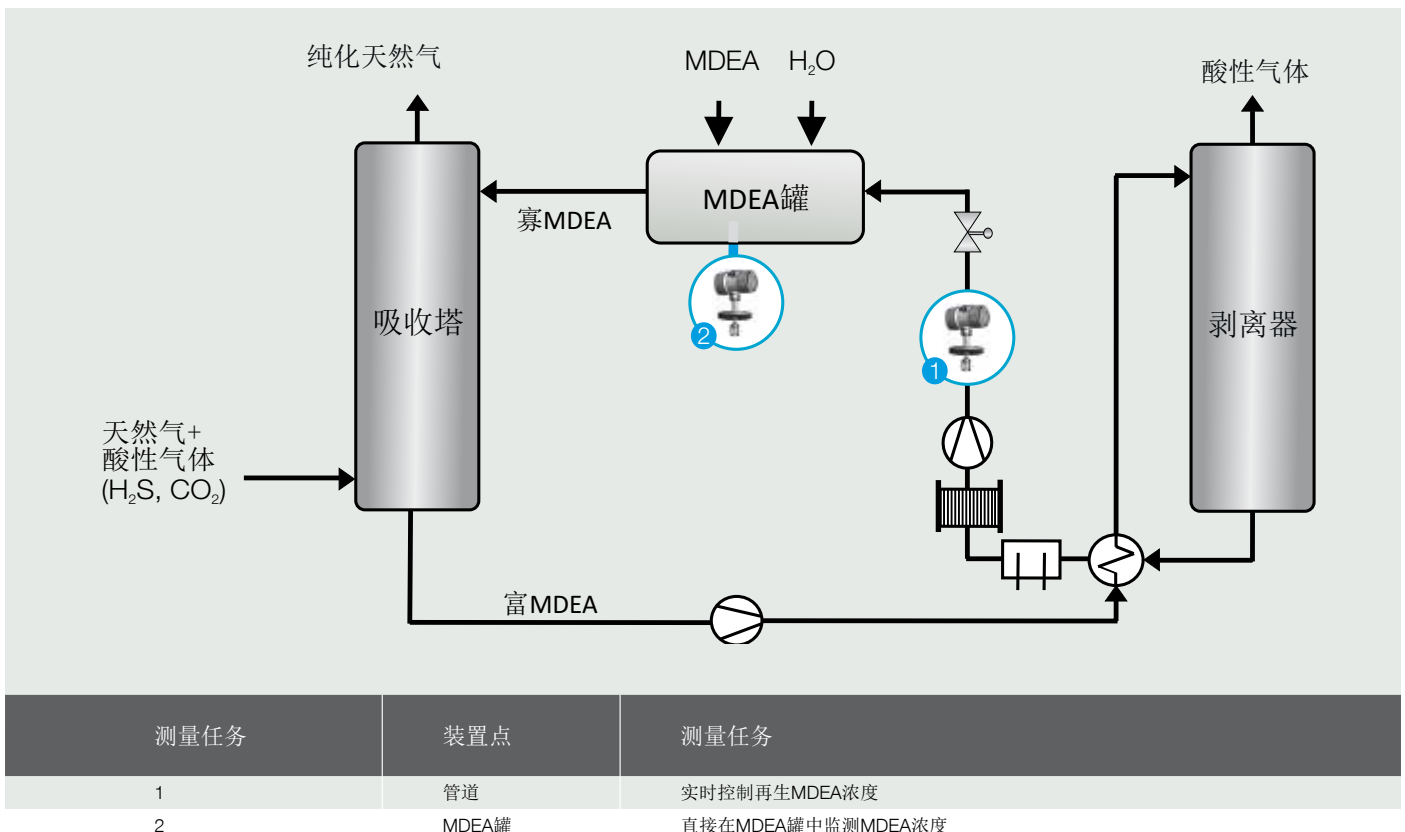 纯化天然气
MDEA H₂O
酸性气体
MDEA罐
寡MDEA
吸收塔
剥离器
2
1
天然气+
酸性气体
(H₂S, CO₂)
富MDEA
测量任务 装置点 测量任务
1 管道 实时控制再生MDEA浓度
2 MDEA罐 直接在MDEA罐中监测MDEA浓度